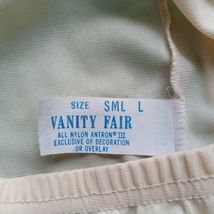 SIZE SML L
VANITY FAIR
ALL NYLON ANTRON® III
EXCLUSIVE OF DECORATION
OR OVERLAY